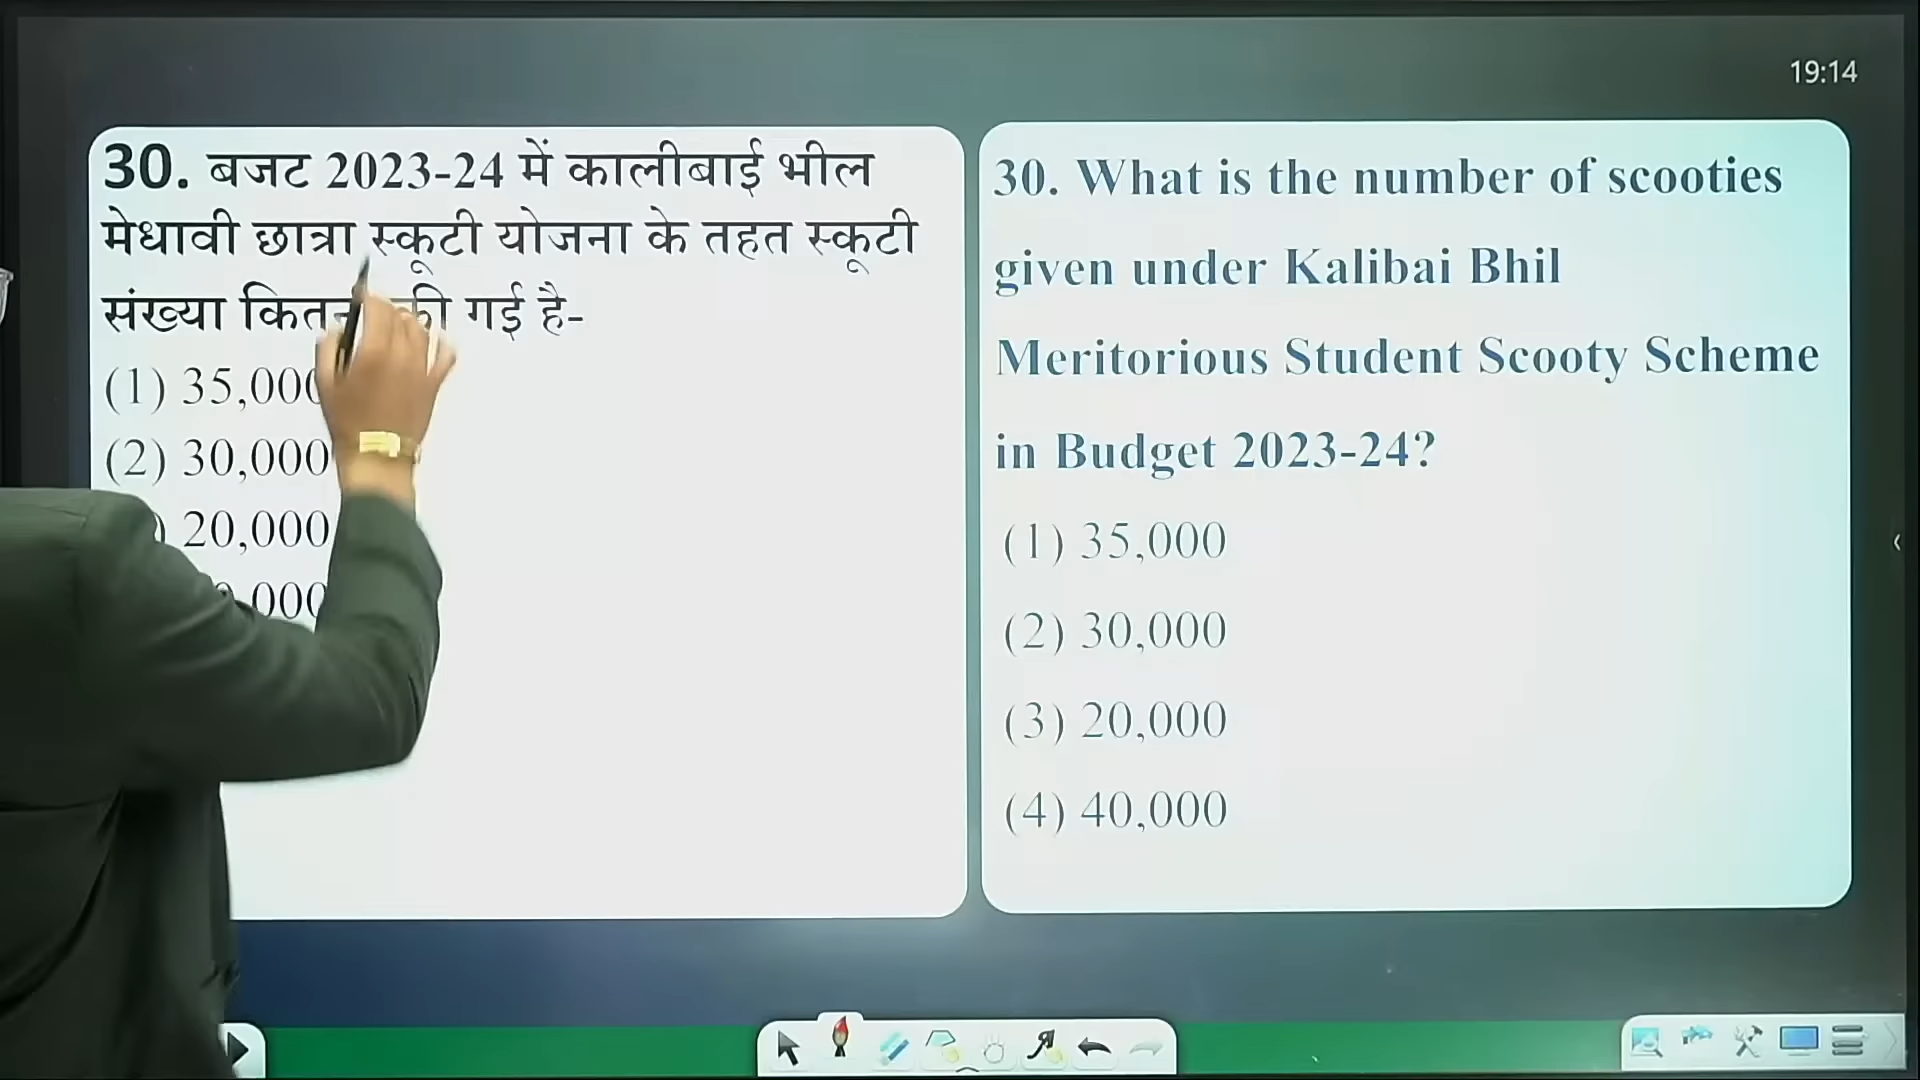 19:14
30. बजट 2023-24 में कालीबाई भील
मेधावी छात्रा स्कूटी योजना के तहत स्कूटी
संख्या की गई है-
(1) 35,000
(2) 30,000
20,000
,000
30. What is the number of scooties
given under Kalibai Bhil
Meritorious Student Scooty Scheme
in Budget 2023-24?
(1) 35,000
(2) 30,000
(3) 20,000
(4) 40,000